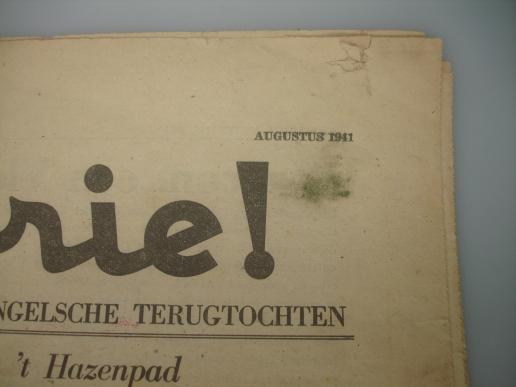 AUGUSTUS 1941
rie!
NGELSCHE TERUGTOCHTEN
't Hazenpad